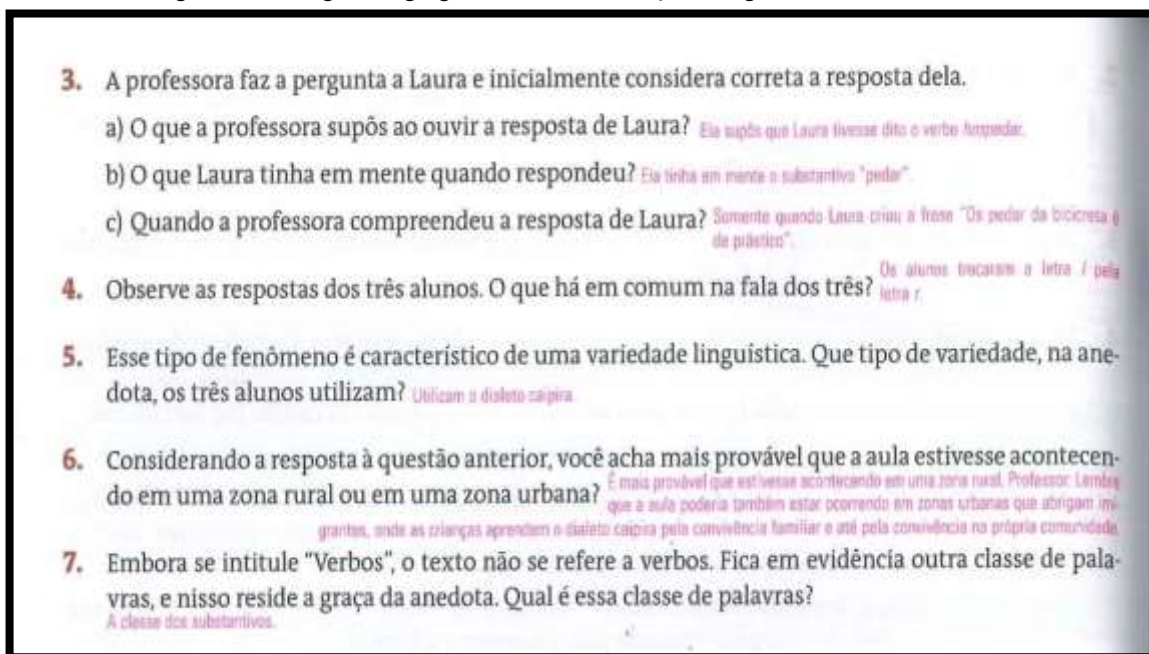 3. A professora faz a pergunta a Laura e inicialmente considera correta a resposta dela.
a) O que a professora supôs ao ouvir a resposta de Laura? Ela supôs que Laura tivesse dito o verbo hospedar.
b) O que Laura tinha em mente quando respondeu? Ela tinha em mente o substantivo "pedar".
c) Quando a professora compreendeu a resposta de Laura? Somente quando Laura criou a frase "Os pedar da bicicreta é
de prástico".
4. Observe as respostas dos três alunos. O que há em comum na fala dos três? Os alunos trocaram a letra l pela
letra r.
5. Esse tipo de fenômeno é característico de uma variedade linguística. Que tipo de variedade, na ane-
dota, os três alunos utilizam? Utilizam o dialeto caipira.
6. Considerando a resposta à questão anterior, você acha mais provável que a aula estivesse acontecen-
do em uma zona rural ou em uma zona urbana? É mais provável que estivesse acontecendo em uma zona rural. Professor: Lembre
que a aula poderia também estar ocorrendo em zonas urbanas que abrigam imi-
grantes, onde as crianças aprendem o dialeto caipira pela convivência familiar e até pela convivência na própria comunidade.
7. Embora se intitule "Verbos", o texto não se refere a verbos. Fica em evidência outra classe de pala-
vras, e nisso reside a graça da anedota. Qual é essa classe de palavras?
A classe dos substantivos.